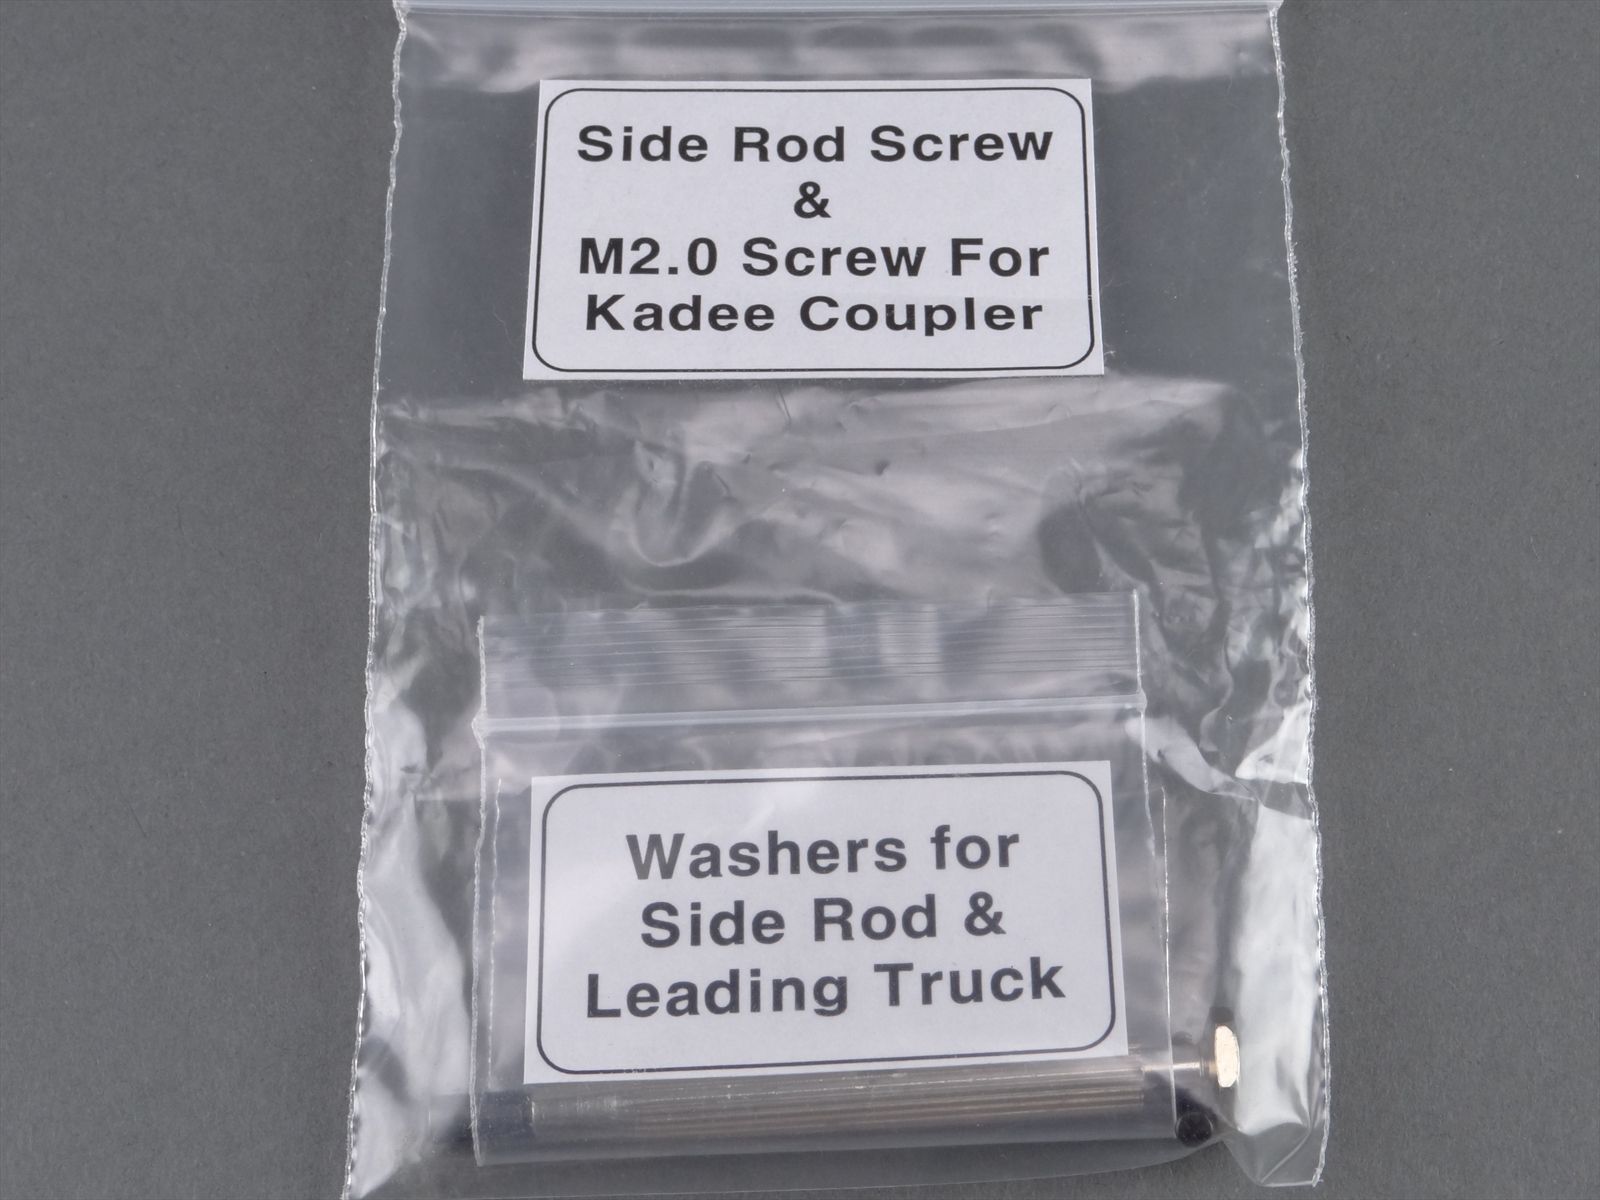 Side Rod Screw
&
M2.0 Screw For
Kadee Coupler
Washers for
Side Rod &
Leading Truck